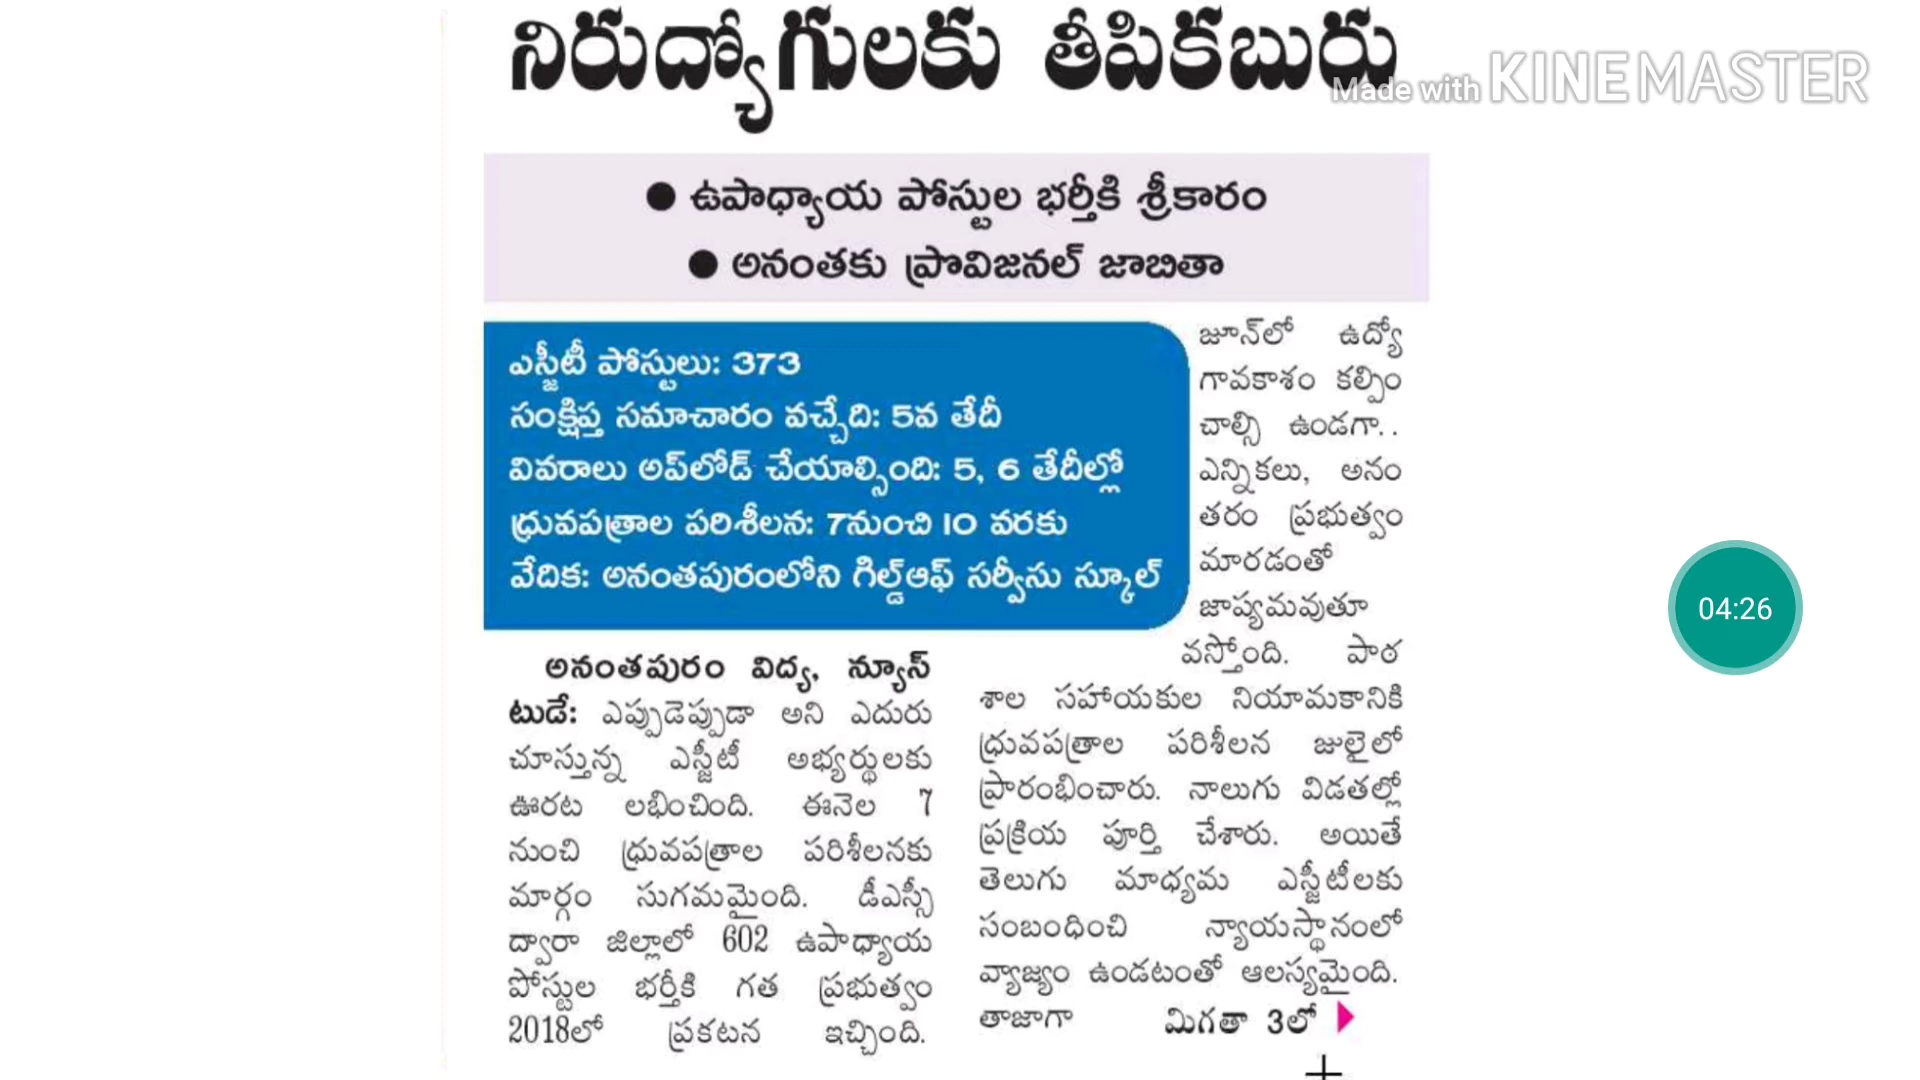 నిరుద్యోగులకు తీపికబురు
Made with KINEMASTER
● ఉపాధ్యాయ పోస్టుల భర్తీకి శ్రీకారం
● అనంతకు ప్రొవిజనల్ జాబితా
ఎస్జీటీ పోస్టులు: 373
సంక్షిప్త సమాచారం వచ్చేది: 5వ తేదీ
వివరాలు అప్‌లోడ్ చేయాల్సింది: 5, 6 తేదీల్లో
ధ్రువపత్రాల పరిశీలన: 7నుంచి 10 వరకు
వేదిక: అనంతపురంలోని గిల్డ్ఆఫ్ సర్వీసు స్కూల్
అనంతపురం విద్య, న్యూస్
టుడే: ఎప్పుడెప్పుడా అని ఎదురు
చూస్తున్న ఎస్జీటీ అభ్యర్థులకు
ఊరట లభించింది. ఈనెల 7
నుంచి ధ్రువపత్రాల పరిశీలనకు
మార్గం సుగమమైంది. డీఎస్సీ
ద్వారా జిల్లాలో 602 ఉపాధ్యాయ
పోస్టుల భర్తీకి గత ప్రభుత్వం
2018లో ప్రకటన ఇచ్చింది.
జూన్‌లో ఉద్యో
గావకాశం కల్పిం
చాల్సి ఉండగా..
ఎన్నికలు, అనం
తరం ప్రభుత్వం
మారడంతో
జాప్యమవుతూ
వస్తోంది. పాఠ
శాల సహాయకుల నియామకానికి
ధ్రువపత్రాల పరిశీలన జులైలో
ప్రారంభించారు. నాలుగు విడతల్లో
ప్రక్రియ పూర్తి చేశారు. అయితే
తెలుగు మాధ్యమ ఎస్జీటీలకు
సంబంధించి న్యాయస్థానంలో
వ్యాజ్యం ఉండటంతో ఆలస్యమైంది.
తాజాగా మిగతా 3లో
04:26